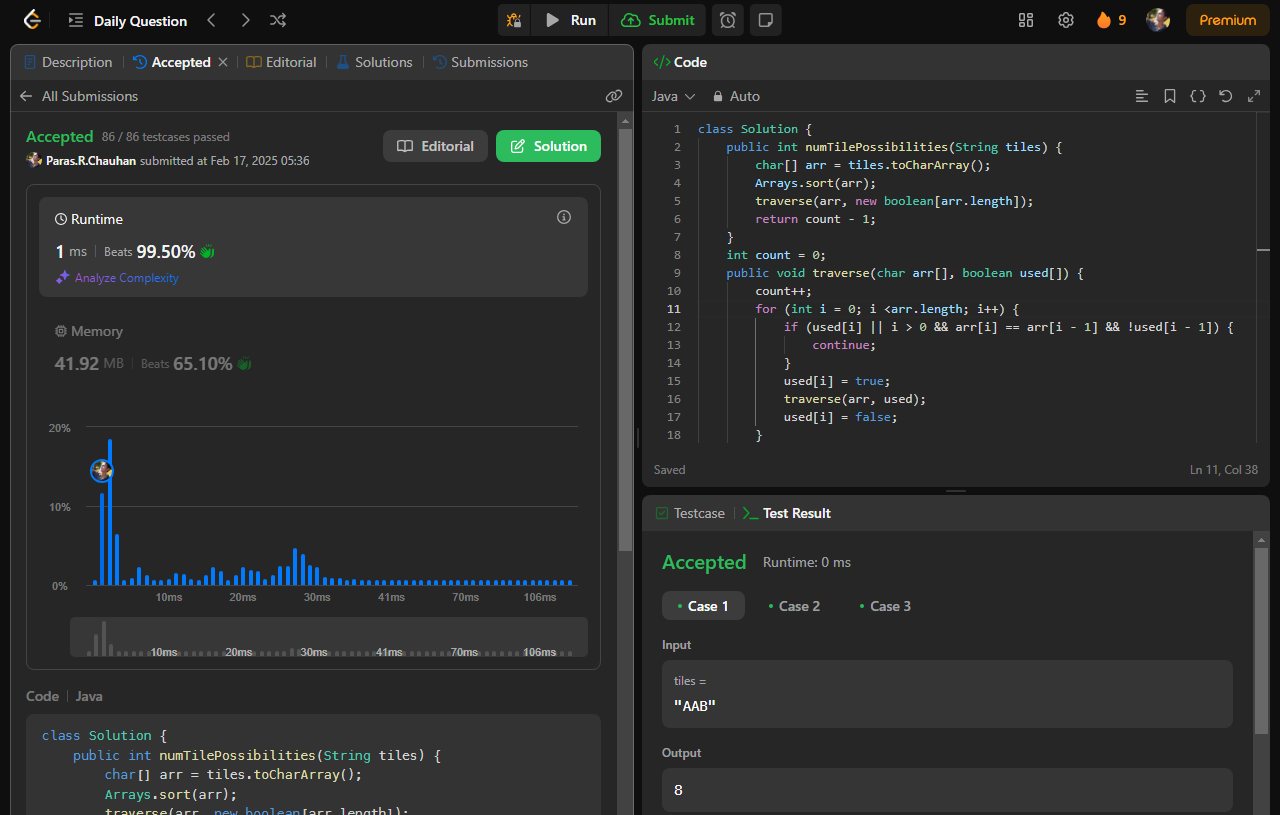 Daily Question
Run
Submit
9
Premium
Description
Accepted
Editorial
Solutions
Submissions
All Submissions
Accepted 86 / 86 testcases passed
Paras.R.Chauhan submitted at Feb 17, 2025 05:36
Editorial
Solution
Runtime
1 ms
Beats 99.50%
Analyze Complexity
Memory
41.92 MB
Beats 65.10%
20%
10%
0%
10ms 20ms 30ms 41ms 70ms 106ms
10ms 20ms 30ms 41ms 70ms 106ms
Code
Java
class Solution {
public int numTilePossibilities(String tiles) {
char[] arr = tiles.toCharArray();
Arrays.sort(arr);
traverse(arr, new boolean[arr.length]);
</> Code
Java
Auto
1 class Solution {
2 public int numTilePossibilities(String tiles) {
3 char[] arr = tiles.toCharArray();
4 Arrays.sort(arr);
5 traverse(arr, new boolean[arr.length]);
6 return count - 1;
7 }
8 int count = 0;
9 public void traverse(char arr[], boolean used[]) {
10 count++;
11 for (int i = 0; i <arr.length; i++) {
12 if (used[i] || i > 0 && arr[i] == arr[i - 1] && !used[i - 1]) {
13 continue;
14 }
15 used[i] = true;
16 traverse(arr, used);
17 used[i] = false;
18 }
Saved
Ln 11, Col 38
Testcase
Test Result
Accepted Runtime: 0 ms
Case 1
Case 2
Case 3
Input
tiles =
"AAB"
Output
8